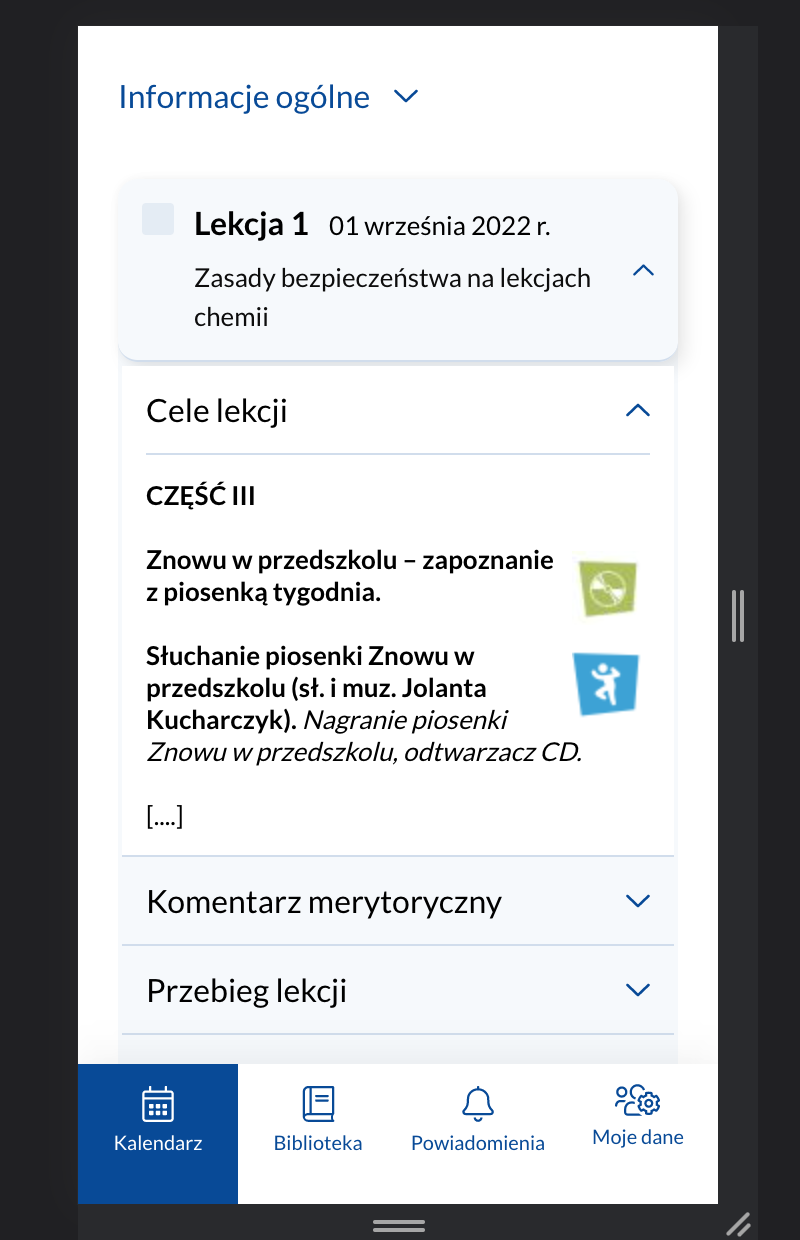 Informacje ogólne
Lekcja 1 01 września 2022 r.
Zasady bezpieczeństwa na lekcjach
chemii
Cele lekcji
CZĘŚĆ III
Znowu w przedszkolu – zapoznanie
z piosenką tygodnia.
Słuchanie piosenki Znowu w
przedszkolu (sł. i muz. Jolanta
Kucharczyk). Nagranie piosenki
Znowu w przedszkolu, odtwarzacz CD.
[....]
Komentarz merytoryczny
Przebieg lekcji
Kalendarz
Biblioteka
Powiadomienia
Moje dane